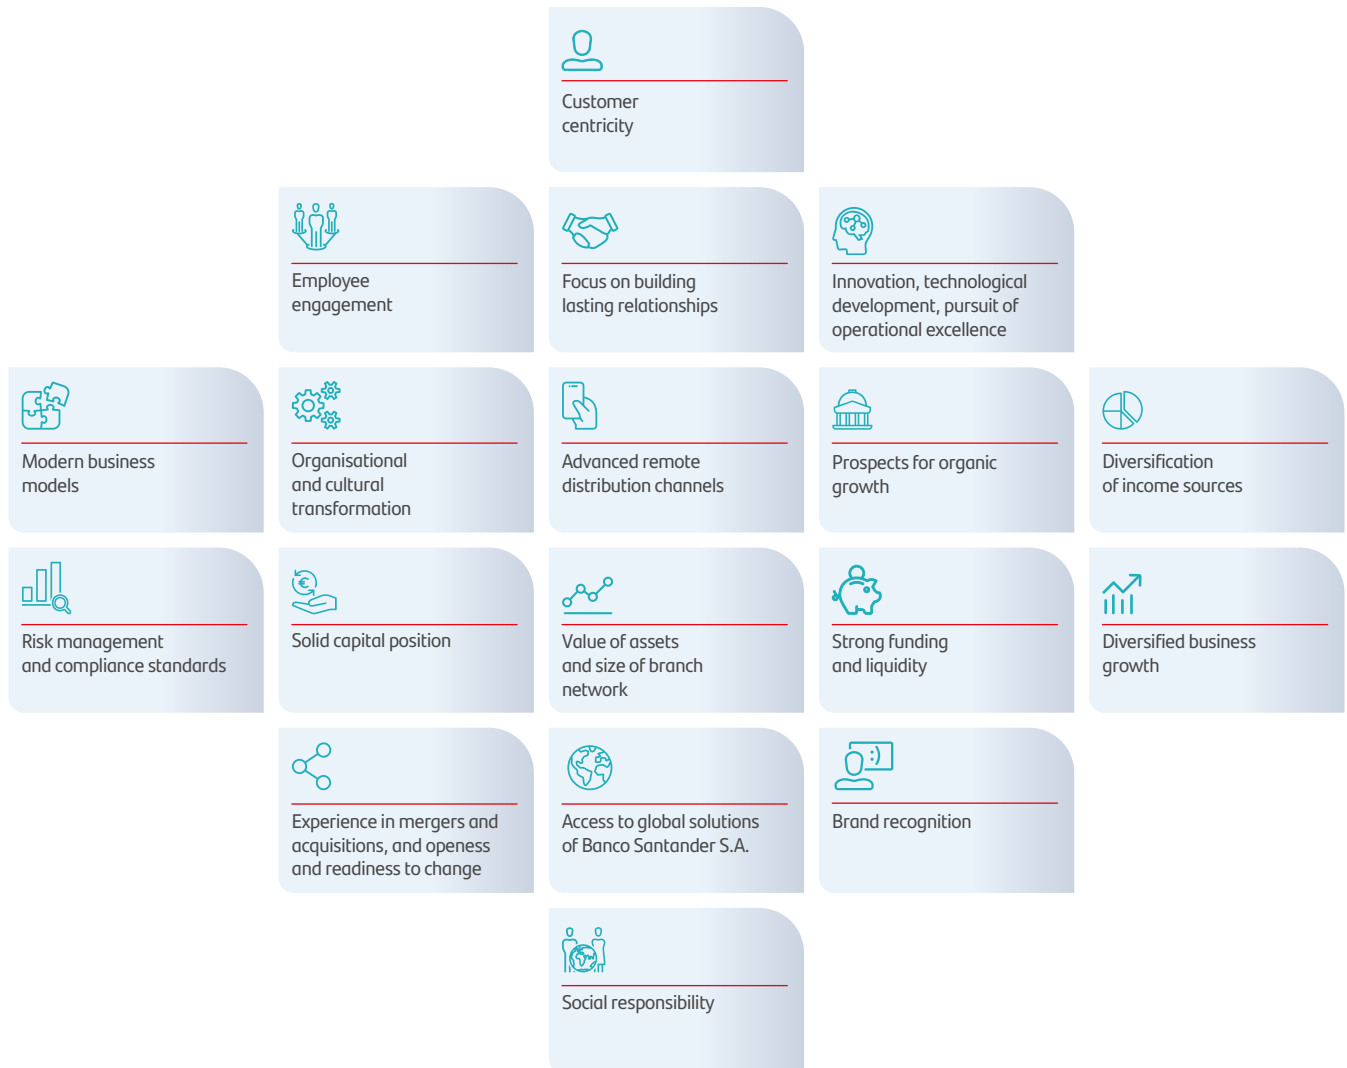 Customer
centricity
Employee
engagement
Focus on building
lasting relationships
Innovation, technological
development, pursuit of
operational excellence
Modern business
models
Organisational
and cultural
transformation
Advanced remote
distribution channels
Prospects for organic
growth
Diversification
of income sources
Risk management
and compliance standards
€
Solid capital position
Value of assets
and size of branch
network
Strong funding
and liquidity
Diversified business
growth
Experience in mergers and
acquisitions, and openess
and readiness to change
Access to global solutions
of Banco Santander S.A.
:)
Brand recognition
Social responsibility